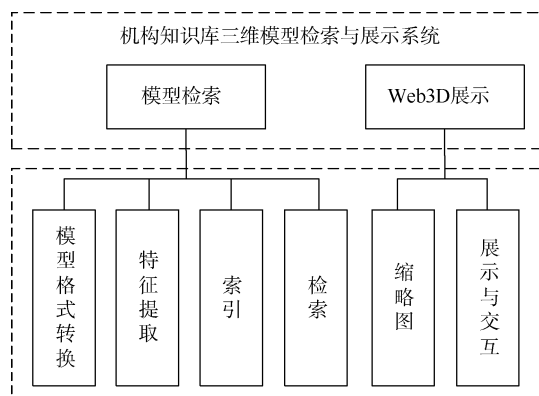 机构知识库三维模型检索与展示系统
模型检索
Web3D展示
模型格式转换
特征提取
索引
检索
缩略图
展示与交互